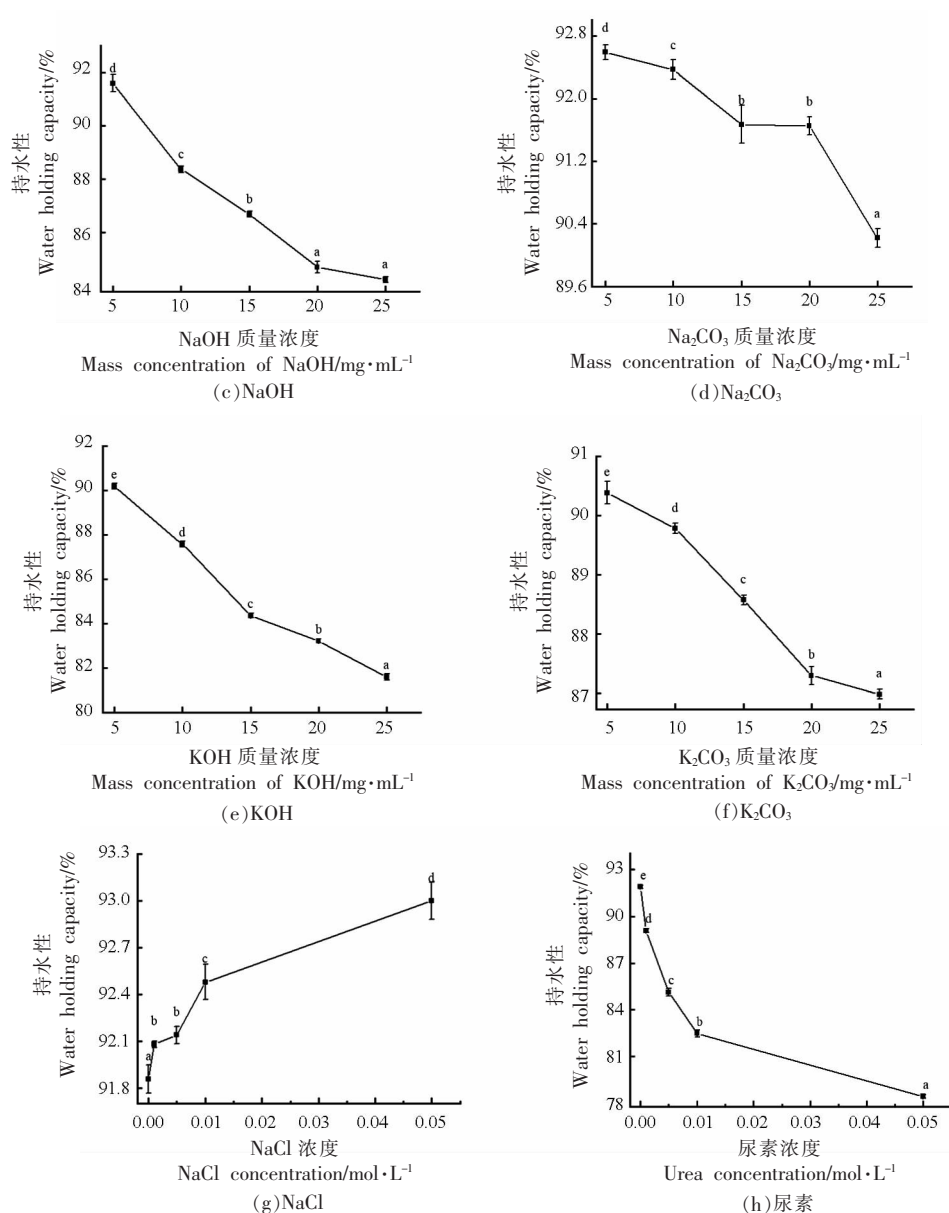 92
90
88
86
84
持水性
Water holding capacity/%
d
c
b
a
a
5
10
15
20
25
NaOH 质量浓度
Mass concentration of NaOH/mg·mL⁻¹
(c)NaOH
92.8
92.0
91.2
90.4
89.6
持水性
Water holding capacity/%
d
c
b
b
a
5
10
15
20
25
Na₂CO₃ 质量浓度
Mass concentration of Na₂CO₃/mg·mL⁻¹
(d)Na₂CO₃
92
90
88
86
84
82
80
持水性
Water holding capacity/%
e
d
c
b
a
5
10
15
20
25
KOH 质量浓度
Mass concentration of KOH/mg·mL⁻¹
(e)KOH
91
90
89
88
87
持水性
Water holding capacity/%
e
d
c
b
a
5
10
15
20
25
K₂CO₃ 质量浓度
Mass concentration of K₂CO₃/mg·mL⁻¹
(f)K₂CO₃
93.3
93.0
92.7
92.4
92.1
91.8
持水性
Water holding capacity/%
a
b
b
c
d
0.00
0.01
0.02
0.03
0.04
0.05
NaCl 浓度
NaCl concentration/mol·L⁻¹
(g)NaCl
93
90
87
84
81
78
持水性
Water holding capacity/%
e
d
c
b
a
0.00
0.01
0.02
0.03
0.04
0.05
尿素浓度
Urea concentration/mol·L⁻¹
(h)尿素